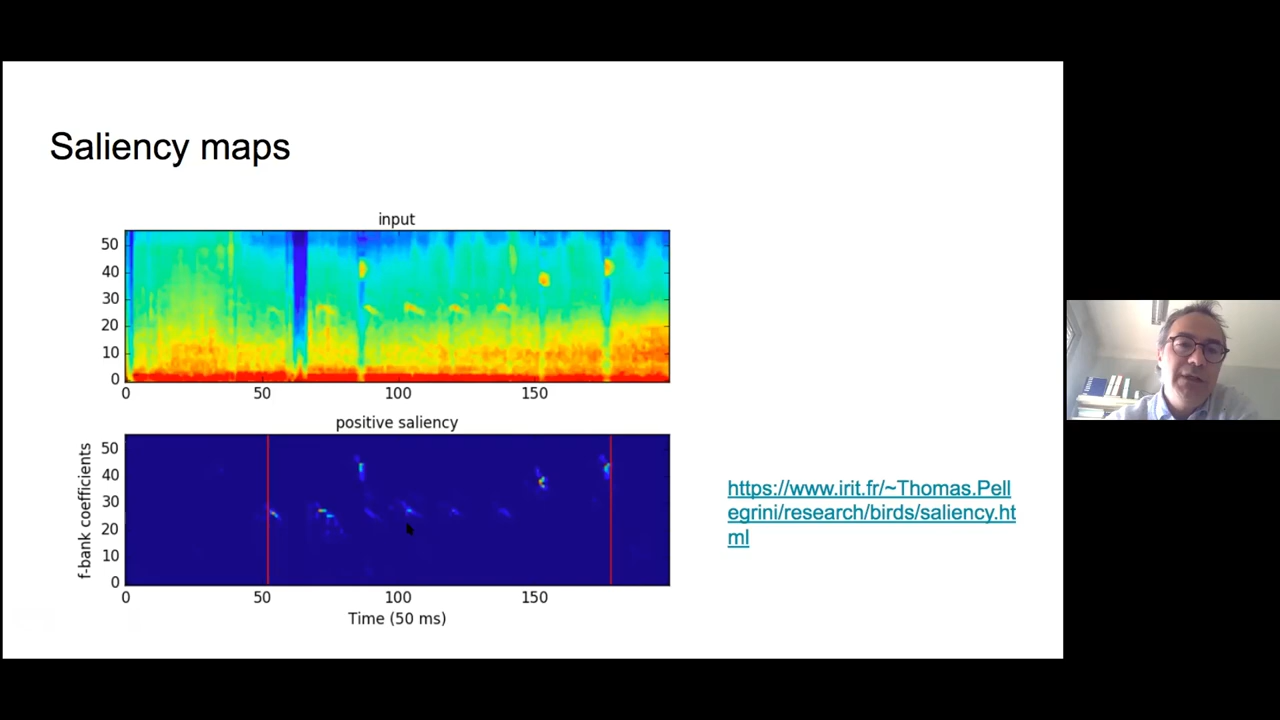 Saliency maps
input
50
40
30
20
10
0
0 50 100 150
positive saliency
f-bank coefficients
50
40
30
20
10
0
0 50 100 150
Time (50 ms)
https://www.irit.fr/~Thomas.Pell
egrini/research/birds/saliency.ht
ml